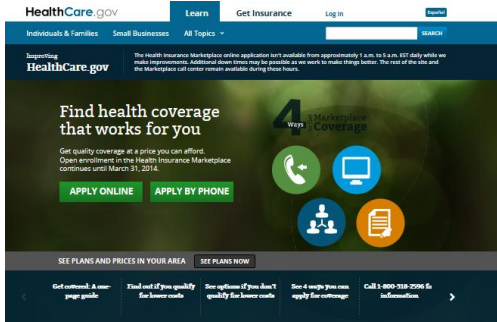 HealthCare.gov
Learn
Get Insurance
Log in
Español
Individuals & Families
Small Businesses
All Topics
SEARCH
Improving
HealthCare.gov
The Health Insurance Marketplace online application isn't available from approximately 1 a.m. to 5 a.m. EST daily while we
make improvements. Additional down times may be possible as we work to make things better. The rest of the site and
the Marketplace call center remain available during these hours.
Find health coverage
that works for you
Get quality coverage at a price you can afford.
Open enrollment in the Health Insurance Marketplace
continues until March 31, 2014.
APPLY ONLINE
APPLY BY PHONE
4
Ways
Marketplace
Coverage
SEE PLANS AND PRICES IN YOUR AREA
SEE PLANS NOW
Get covered: A one-
page guide
Find out if you qualify
for lower costs
See options if you don't
qualify for lower costs
See 4 ways you can
apply for coverage
Call 1-800-318-2596 fo
information